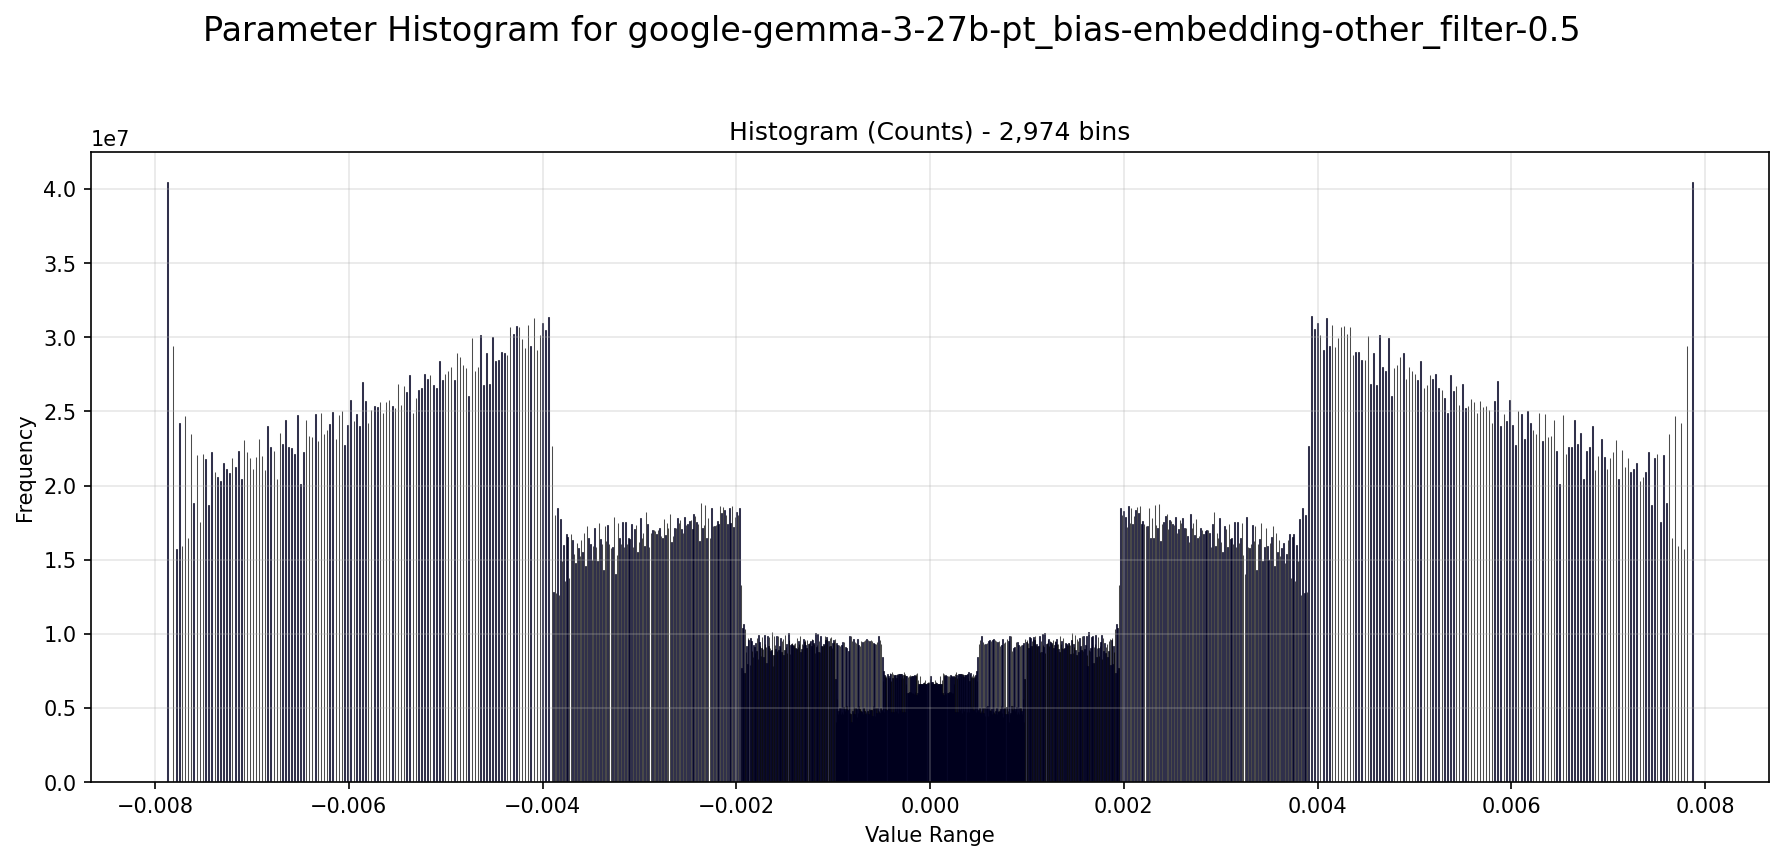 Parameter Histogram for google-gemma-3-27b-pt_bias-embedding-other_filter-0.5
Histogram (Counts) - 2,974 bins
1e7
4.0
3.5
3.0
2.5
2.0
1.5
1.0
0.5
0.0
Frequency
−0.008 −0.006 −0.004 −0.002 0.000 0.002 0.004 0.006 0.008
Value Range